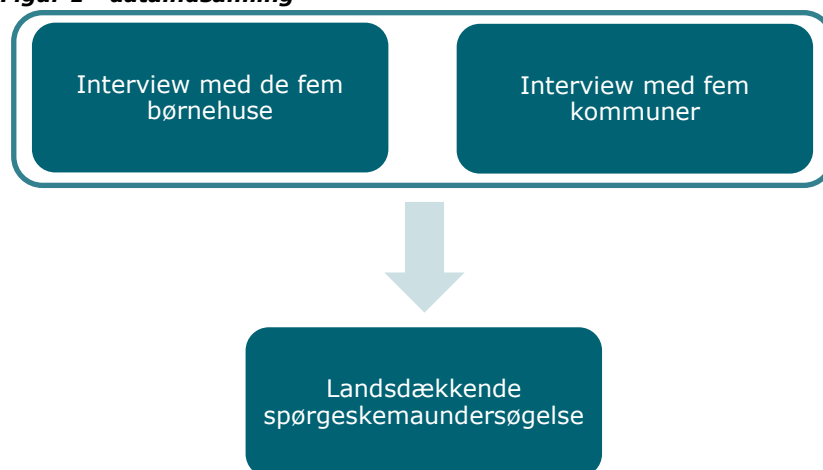 Interview med de fem
børnehuse
Interview med fem
kommuner
Landsdækkende
spørgeskemaundersøgelse